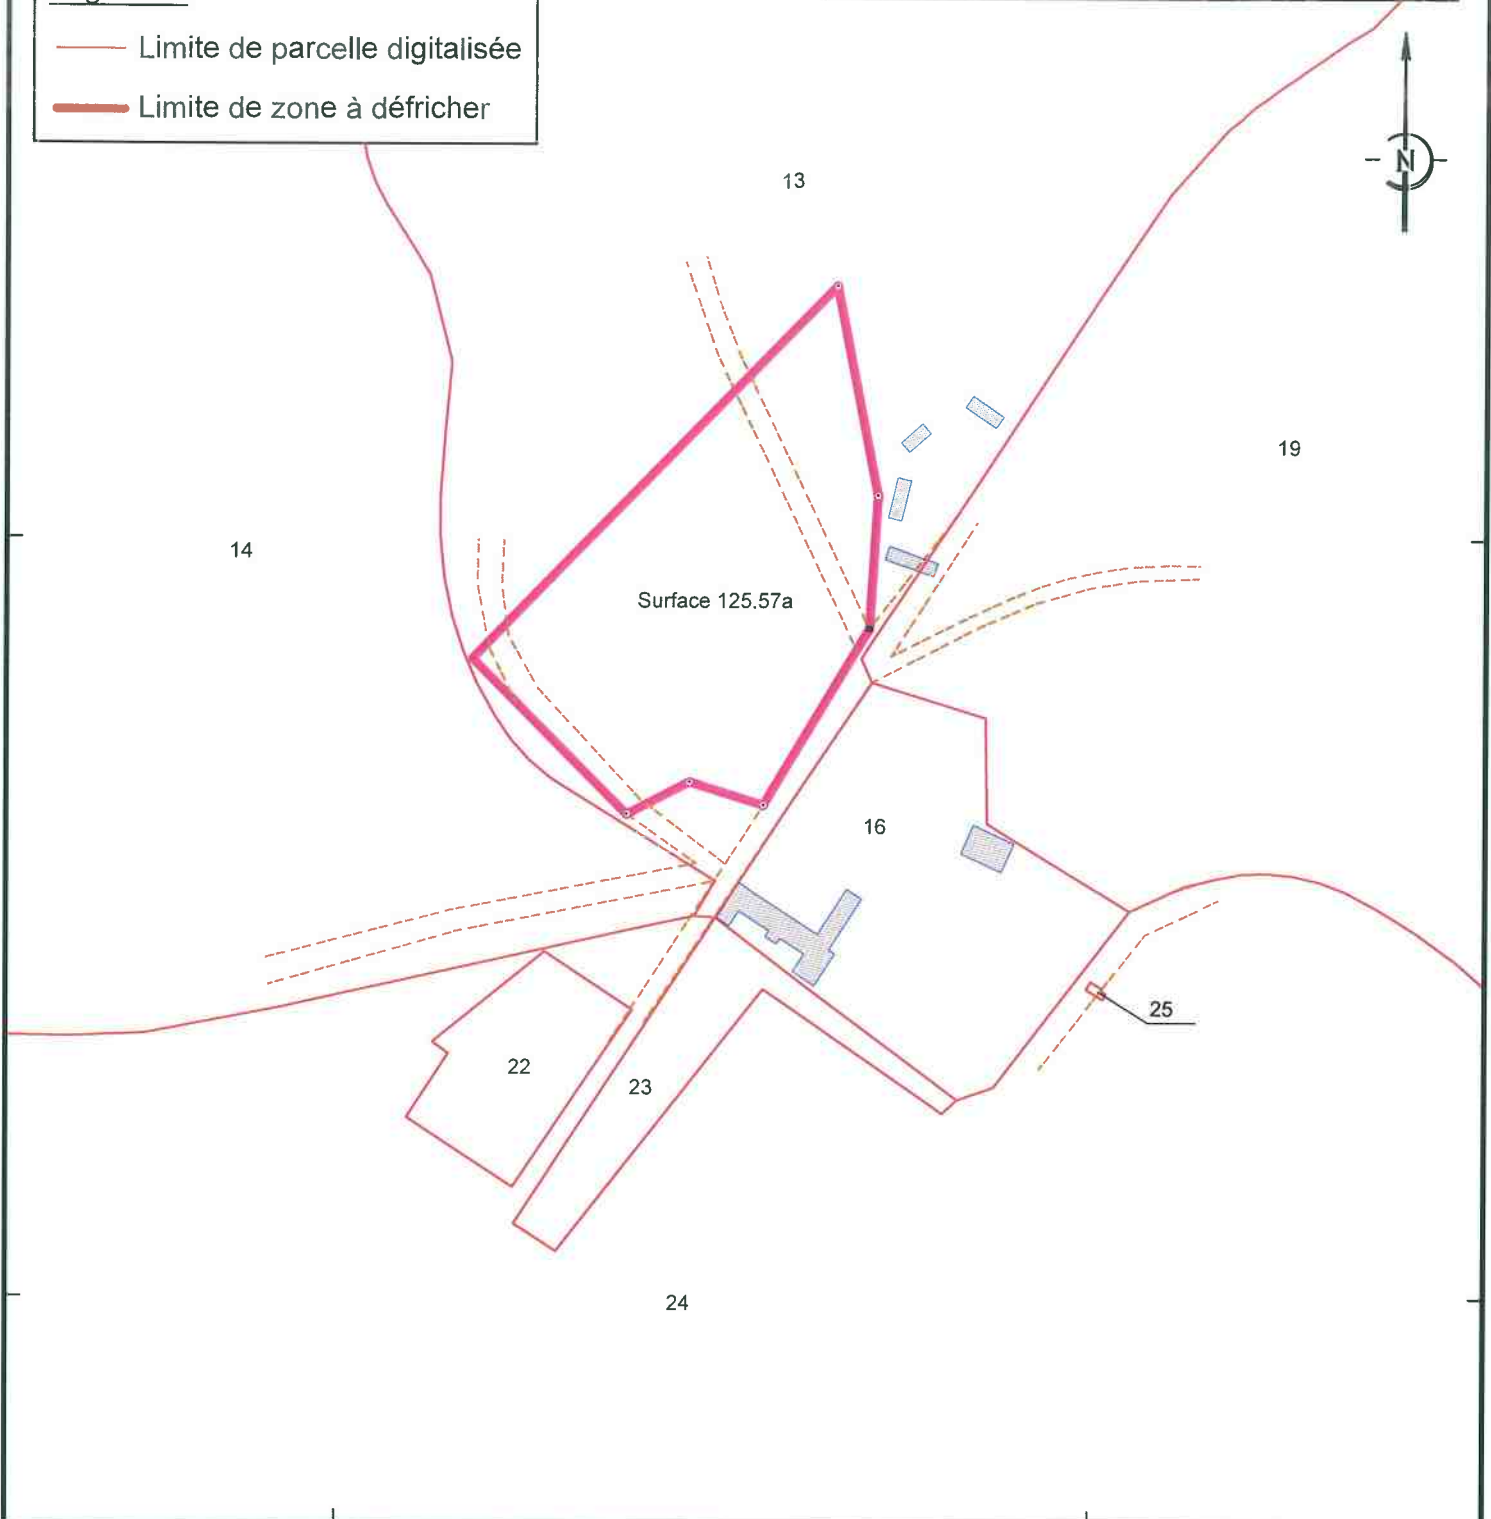 Limite de parcelle digitalisée
Limite de zone à défricher
N
13
19
14
Surface 125.57a
16
25
22
23
24